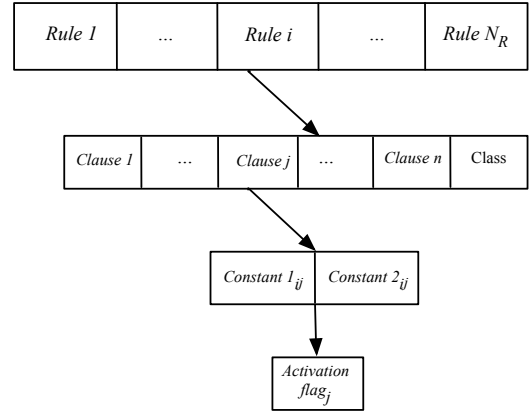 Rule 1 ... Rule i ... Rule N_R
Clause 1 ... Clause j ... Clause n Class
Constant 1_ij Constant 2_ij
Activation
flag_j